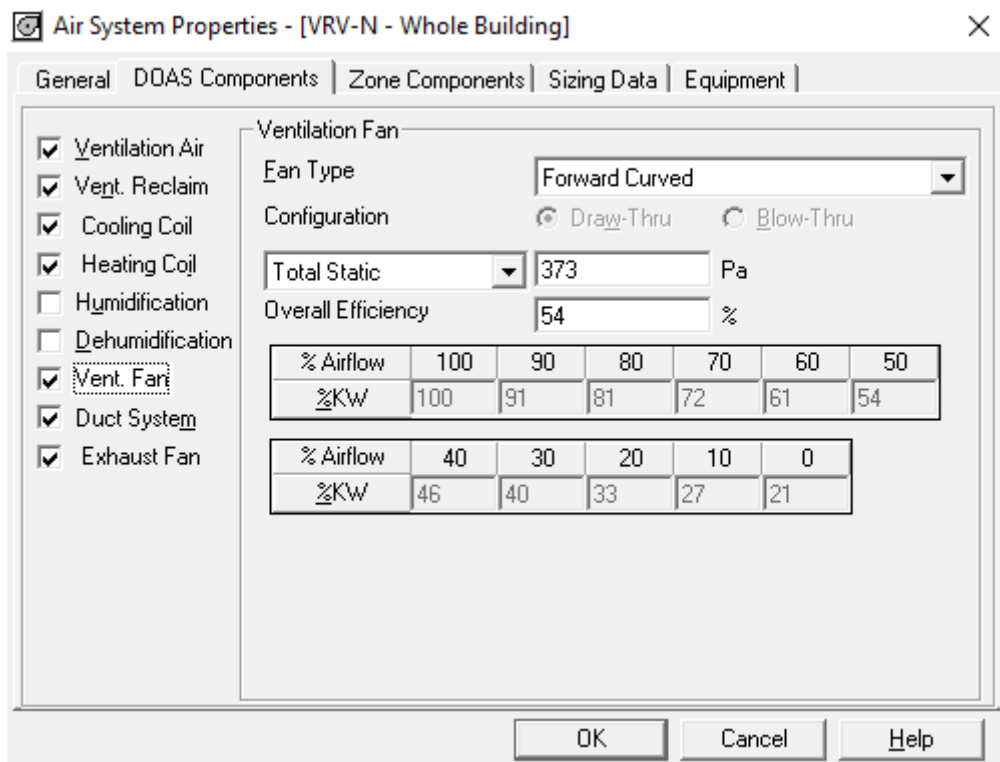 Air System Properties - [VRV-N - Whole Building]
General DOAS Components Zone Components Sizing Data Equipment
Ventilation Air
Vent. Reclaim
Cooling Coil
Heating Coil
Humidification
Dehumidification
Vent. Fan
Duct System
Exhaust Fan
Ventilation Fan
Fan Type Forward Curved
Configuration Draw-Thru Blow-Thru
Total Static 373 Pa
Overall Efficiency 54 %
% Airflow 100 90 80 70 60 50
%KW 100 91 81 72 61 54
% Airflow 40 30 20 10 0
%KW 46 40 33 27 21
OK Cancel Help